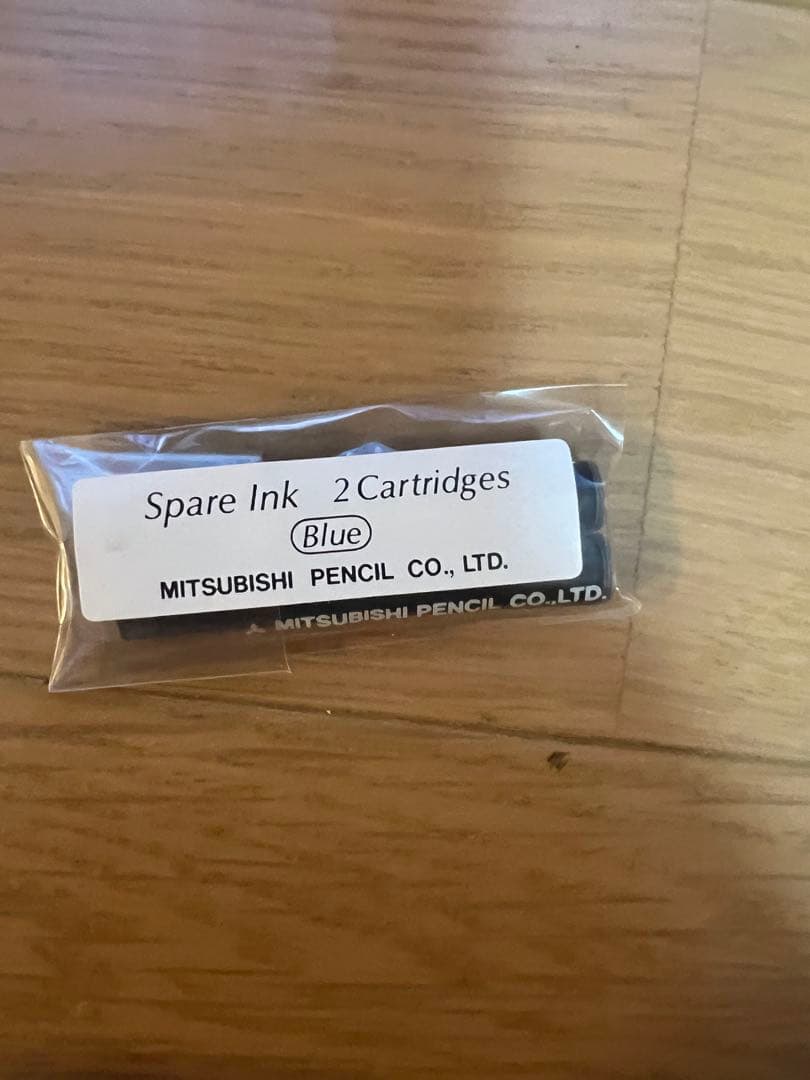 Spare Ink 2 Cartridges
Blue
MITSUBISHI PENCIL CO., LTD.
MITSUBISHI PENCIL CO.,LTD.